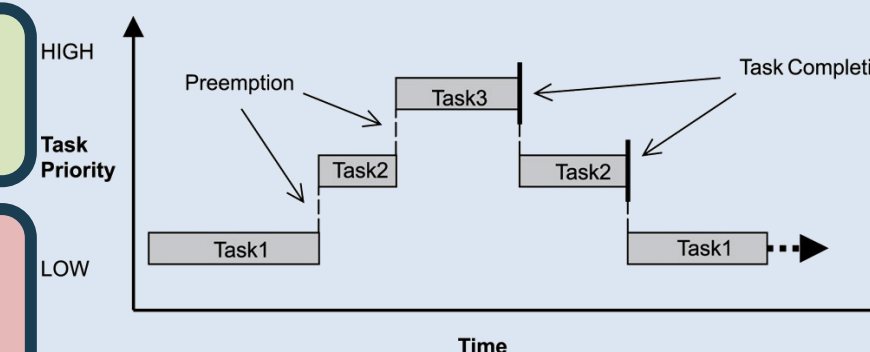 HIGH
Preemption
Task Completi
Task3
Task
Priority
Task2
Task2
Task1
Task1
LOW
Time